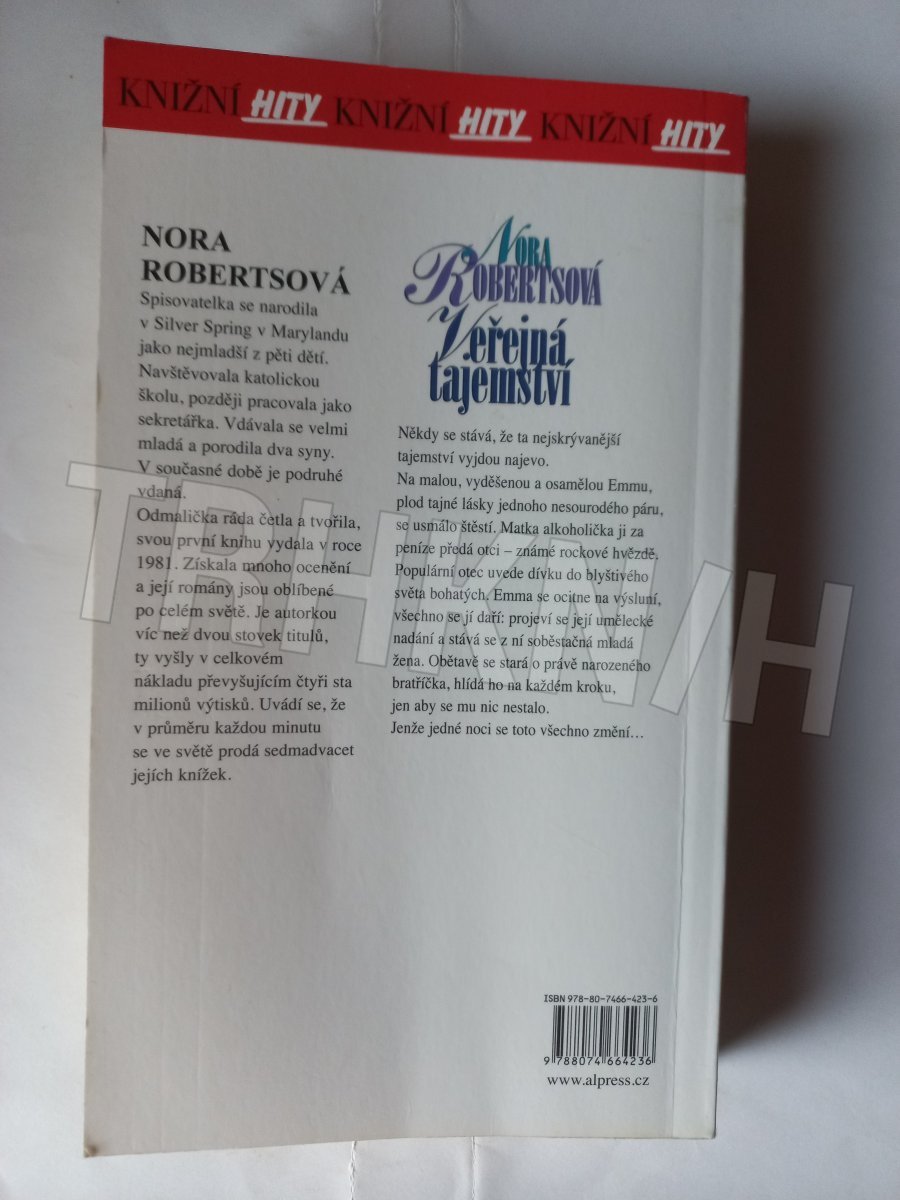 KNIŽNÍ HITY KNIŽNÍ HITY KNIŽNÍ HITY
NORA
ROBERTSOVÁ
Spisovatelka se narodila
v Silver Spring v Marylandu
jako nejmladší z pěti dětí.
Navštěvovala katolickou
školu, později pracovala jako
sekretářka. Vdávala se velmi
mladá a porodila dva syny.
V současné době je podruhé
vdaná.
Odmalička ráda četla a tvořila,
svou první knihu vydala v roce
1981. Získala mnoho ocenění
a její romány jsou oblíbené
po celém světě. Je autorkou
víc než dvou stovek titulů,
ty vyšly v celkovém
nákladu převyšujícím čtyři sta
milionů výtisků. Uvádí se, že
v průměru každou minutu
se ve světě prodá sedmadvacet
jejích knížek.
NORA
ROBERTSOVÁ
Veřejná
tajemství
Někdy se stává, že ta nejskrývanější
tajemství vyjdou najevo.
Na malou, vyděšenou a osamělou Emmu,
plod tajné lásky jednoho nesourodého páru,
se usmálo štěstí. Matka alkoholička ji za
peníze předá otci – známé rockové hvězdě.
Populární otec uvede dívku do blyštivého
světa bohatých. Emma se ocitne na výsluní,
všechno se jí daří: projeví se její umělecké
nadání a stává se z ní soběstačná mladá
žena. Obětavě se stará o právě narozeného
bratříčka, hlídá ho na každém kroku,
jen aby se mu nic nestalo.
Jenže jedné noci se toto všechno změní…
ISBN 978-80-7466-423-6
9 788074 664236
www.alpress.cz
TRHKNIH